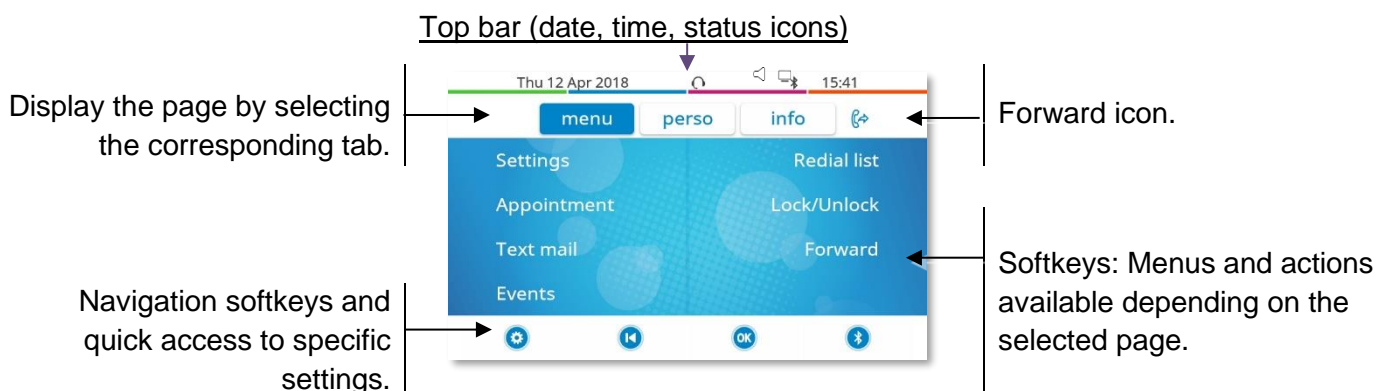 Top bar (date, time, status icons)
Thu 12 Apr 2018
15:41
Display the page by selecting
the corresponding tab.
menu
perso
info
Forward icon.
Settings
Redial list
Appointment
Lock/Unlock
Text mail
Forward
Events
Softkeys: Menus and actions
available depending on the
selected page.
Navigation softkeys and
quick access to specific
settings.
OK